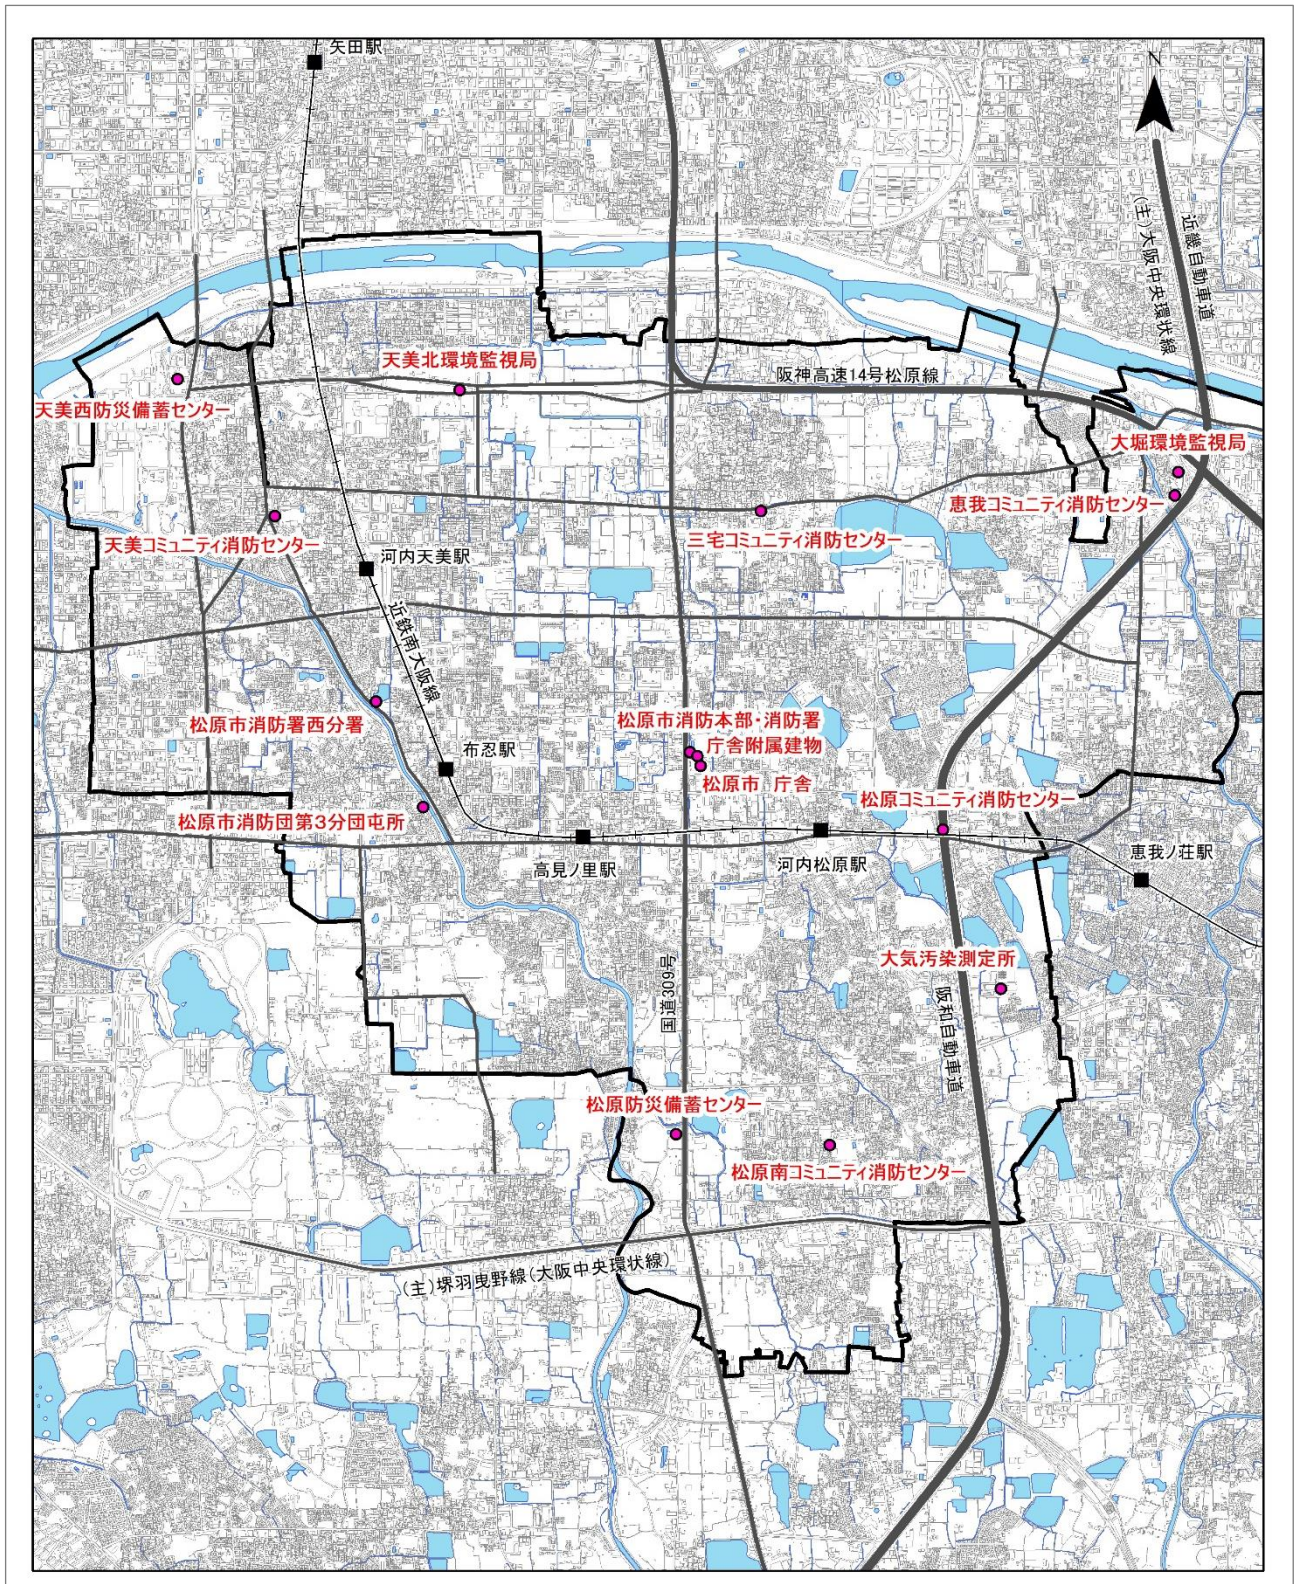 矢田駅
N
近畿自動車道
(主)大阪中央環状線
天美北環境監視局
阪神高速14号松原線
天美西防災備蓄センター
大堀環境監視局
恵我コミュニティ消防センター
天美コミュニティ消防センター
三宅コミュニティ消防センター
河内天美駅
近鉄南大阪線
松原市消防署西分署
松原市消防本部・消防署
庁舎附属建物
布忍駅
松原市 庁舎
松原コミュニティ消防センター
松原市消防団第3分団屯所
高見ノ里駅
河内松原駅
恵我ノ荘駅
大気汚染測定所
国道309号
阪和自動車道
松原防災備蓄センター
松原南コミュニティ消防センター
(主)堺羽曳野線(大阪中央環状線)